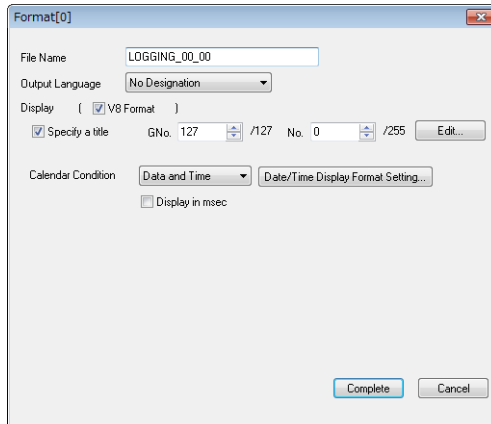 Format[0]
File Name LOGGING_00_00
Output Language No Designation
Display [ V8 Format ]
Specify a title GNo. 127 /127 No. 0 /255 Edit...
Calendar Condition Data and Time Date/Time Display Format Setting...
Display in msec
Complete Cancel